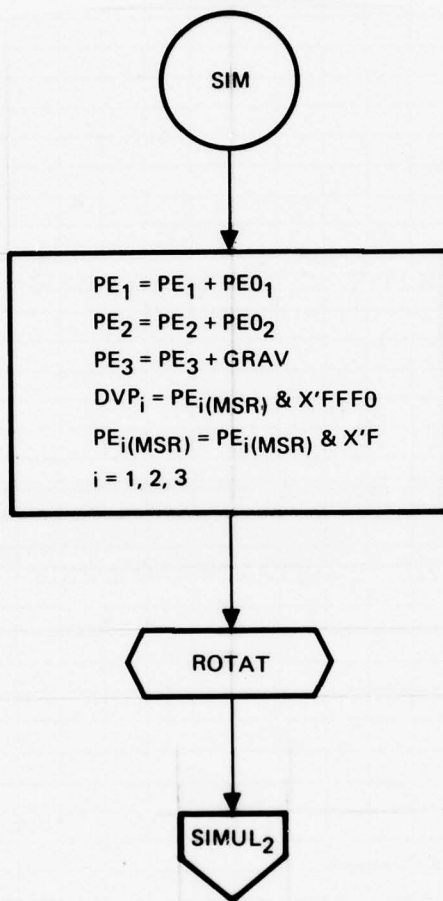 SIM
PE₁ = PE₁ + PE0₁
PE₂ = PE₂ + PE0₂
PE₃ = PE₃ + GRAV
DVPᵢ = PEᵢ(MSR) & X'FFF0
PEᵢ(MSR) = PEᵢ(MSR) & X'F
i = 1, 2, 3
ROTAT
SIMUL₂